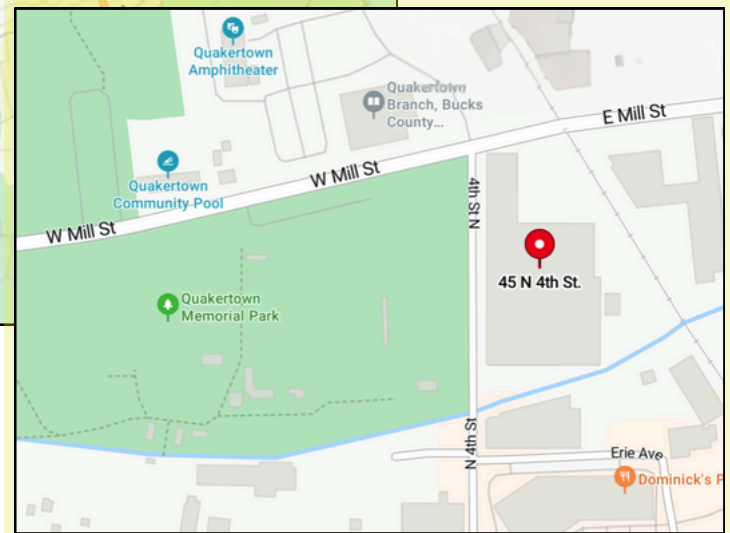 Quakertown
Amphitheater
Quakertown
Branch, Bucks
County...
E Mill St
W Mill St
Quakertown
Community Pool
4th St N
W Mill St
45 N 4th St.
Quakertown
Memorial Park
N 4th St
Erie Ave
Dominick's P